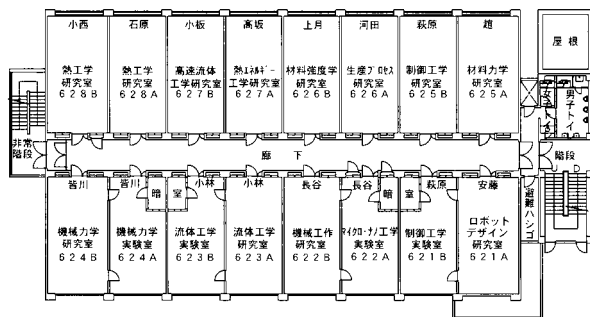 小西
熱工学
研究室
628B
石原
熱工学
研究室
628A
小板
高速流体
工学研究室
627B
高坂
熱エネルギー
工学研究室
627A
上月
材料強度学
研究室
626B
河田
生産プロセス
研究室
626A
萩原
制御工学
研究室
625B
趙
材料力学
研究室
625A
屋根
女子トイレ
男子トイレ
非常
階段
廊下
階段
皆川
機械力学
研究室
624B
皆川
機械力学
実験室
624A
暗室
小林
流体工学
実験室
623B
小林
流体工学
研究室
623A
長谷
機械工作
研究室
622B
長谷
マイクロ・ナノ工学
実験室
622A
暗室
萩原
制御工学
実験室
621B
安藤
ロボット
デザイン
研究室
621A
避難ハシゴ